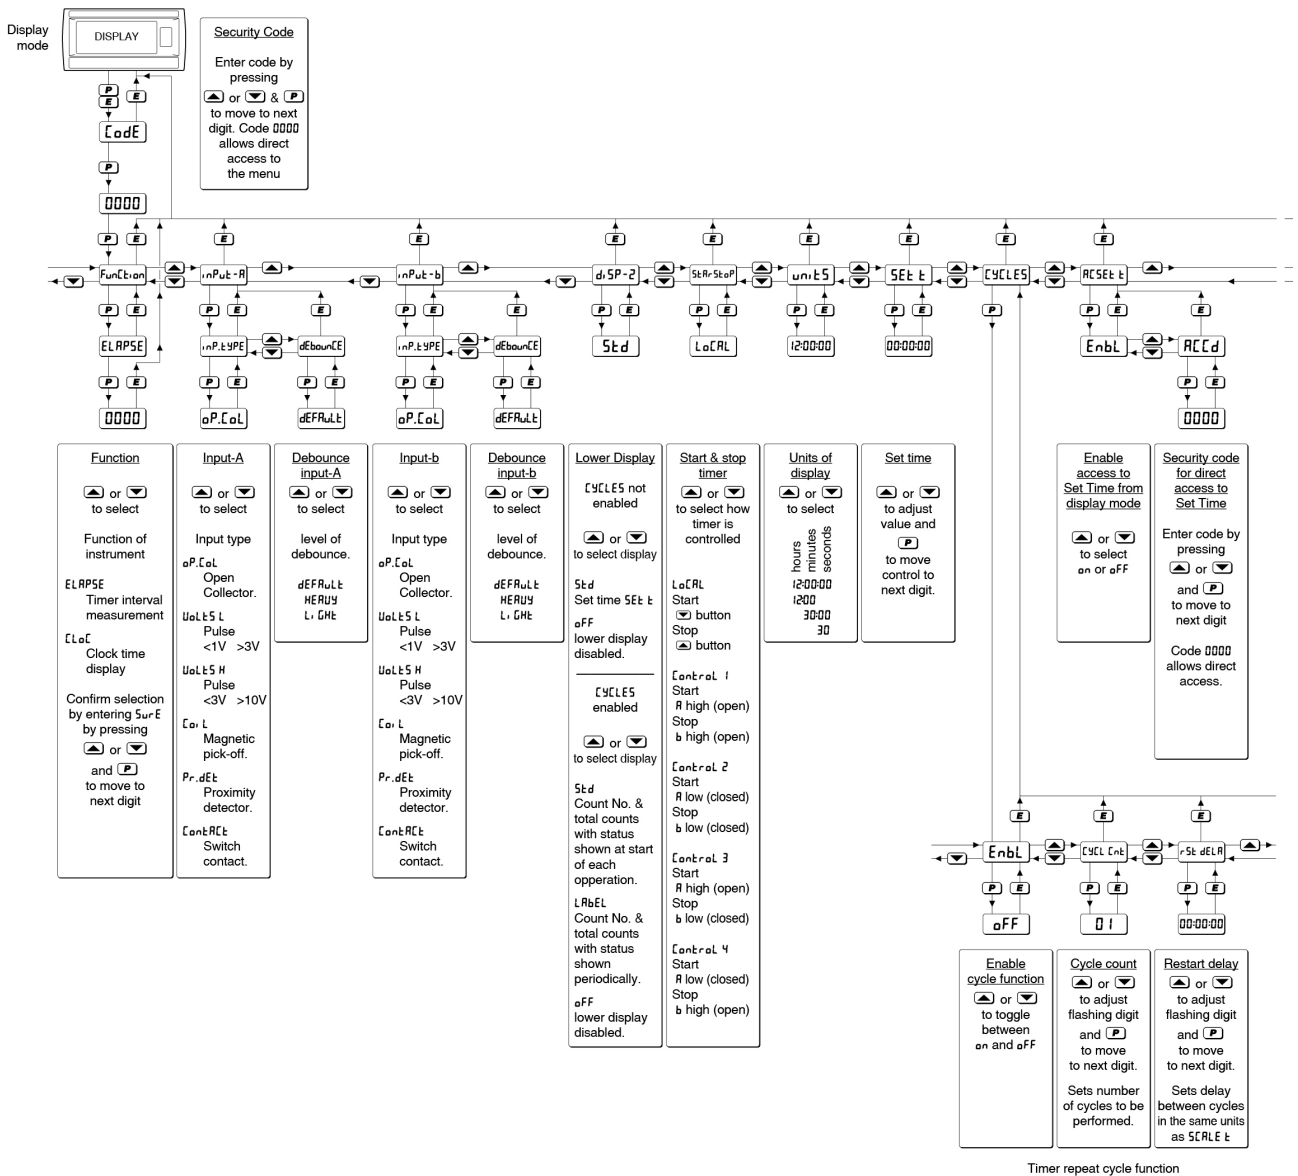 Display
mode
DISPLAY
P
E
E
CodE
P
0000
Security Code
Enter code by
pressing
or & P
to move to next
digit. Code 0000
allows direct
access to
the menu
P E E E E E E E E
FunCtion inPut-A inPut-b diSP-2 StArStoP unitS SEt t CYCLES ACSEt t
P E P E E P E E P E P E P E P E P P E E
ELAPSE inP.tYPE dEbounCE inP.tYPE dEbounCE Std LoCAL 12:00:00 00:00:00 EnbL ACCd
P E P E P E P E P E P E
0000 oP.CoL dEFAuLt oP.CoL dEFAuLt 0000
Function
or
to select
Function of
instrument
ELAPSE
Timer interval
measurement
CLoC
Clock time
display
Confirm selection
by entering SurE
by pressing
or
and P
to move to
next digit
Input-A
or
to select
Input type
oP.CoL
Open
Collector.
VoLtS L
Pulse
<1V >3V
VoLtS H
Pulse
<3V >10V
Coi L
Magnetic
pick-off.
Pr.dEt
Proximity
detector.
ContACt
Switch
contact.
Debounce
input-A
or
to select
level of
debounce.
dEFAuLt
HEAVY
LiGHt
Input-b
or
to select
Input type
oP.CoL
Open
Collector.
VoLtS L
Pulse
<1V >3V
VoLtS H
Pulse
<3V >10V
Coi L
Magnetic
pick-off.
Pr.dEt
Proximity
detector.
ContACt
Switch
contact.
Debounce
input-b
or
to select
level of
debounce.
dEFAuLt
HEAVY
LiGHt
Lower Display
CYCLES not
enabled
or
to select display
Std
Set time SEt t
oFF
lower display
disabled.
CYCLES
enabled
or
to select display
Std
Count No. &
total counts
with status
shown at start
of each
opperation.
LAbEL
Count No. &
total counts
with status
shown
periodically.
oFF
lower display
disabled.
Start & stop
timer
or
to select how
timer is
controlled
LoCAL
Start
button
Stop
button
ControL 1
Start
A high (open)
Stop
b high (open)
ControL 2
Start
A low (closed)
Stop
b low (closed)
ControL 3
Start
A high (open)
Stop
b low (closed)
ControL 4
Start
A low (closed)
Stop
b high (open)
Units of
display
or
to select
hours
minutes
seconds
12:00:00
12:00
30:00
30
Set time
or
to adjust
value and
P
to move
control to
next digit.
Enable
access to
Set Time from
display mode
or
to select
on or oFF
Security code
for direct
access to
Set Time
Enter code by
pressing
or
and P
to move to
next digit
Code 0000
allows direct
access.
E E E
EnbL CYCL Cnt rSt dELA
P E P E P E
oFF 01 00:00:00
Enable
cycle function
or
to toggle
between
on and oFF
Cycle count
or
to adjust
flashing digit
and P
to move
to next digit.
Sets number
of cycles to be
performed.
Restart delay
or
to adjust
flashing digit
and P
to move
to next digit.
Sets delay
between cycles
in the same units
as SCALE t
Timer repeat cycle function